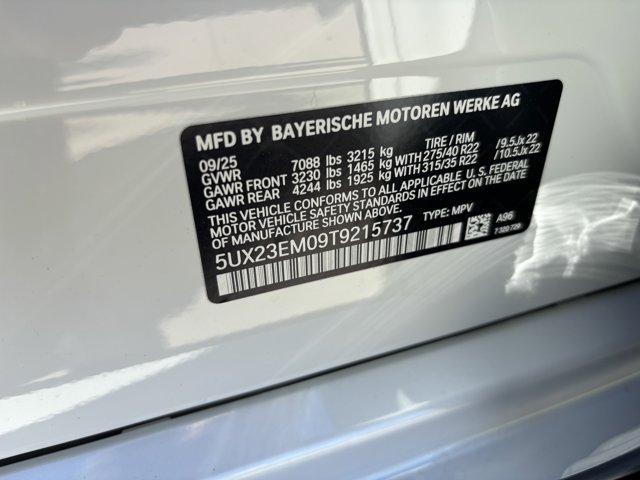 MFD BY BAYERISCHE MOTOREN WERKE AG
09/25 TIRE / RIM
GVWR 7088 lbs 3215 kg
GAWR FRONT 3230 lbs 1465 kg WITH 275/40 R22 /9.5Jx22
GAWR REAR 4244 lbs 1925 kg WITH 315/35 R22 /10.5Jx22
THIS VEHICLE CONFORMS TO ALL APPLICABLE U.S. FEDERAL
MOTOR VEHICLE SAFETY STANDARDS IN EFFECT ON THE DATE
OF MANUFACTURE SHOWN ABOVE.
5UX23EM09T9215737 TYPE: MPV A96
7 320 729